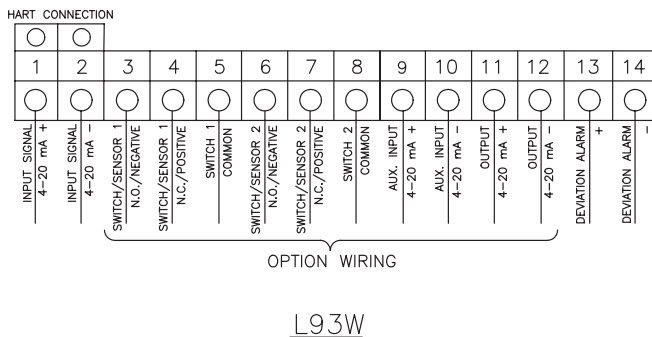 HART CONNECTION
1 2 3 4 5 6 7 8 9 10 11 12 13 14
INPUT SIGNAL
4-20 mA +
INPUT SIGNAL
4-20 mA -
SWITCH/SENSOR 1
N.O./NEGATIVE
SWITCH/SENSOR 1
N.C./POSITIVE
SWITCH 1
COMMON
SWITCH/SENSOR 2
N.O./NEGATIVE
SWITCH/SENSOR 2
N.C./POSITIVE
SWITCH 2
COMMON
AUX. INPUT
4-20 mA +
AUX. INPUT
4-20 mA -
OUTPUT
4-20 mA +
OUTPUT
4-20 mA -
DEVIATION ALARM
+
DEVIATION ALARM
-
OPTION WIRING
L93W